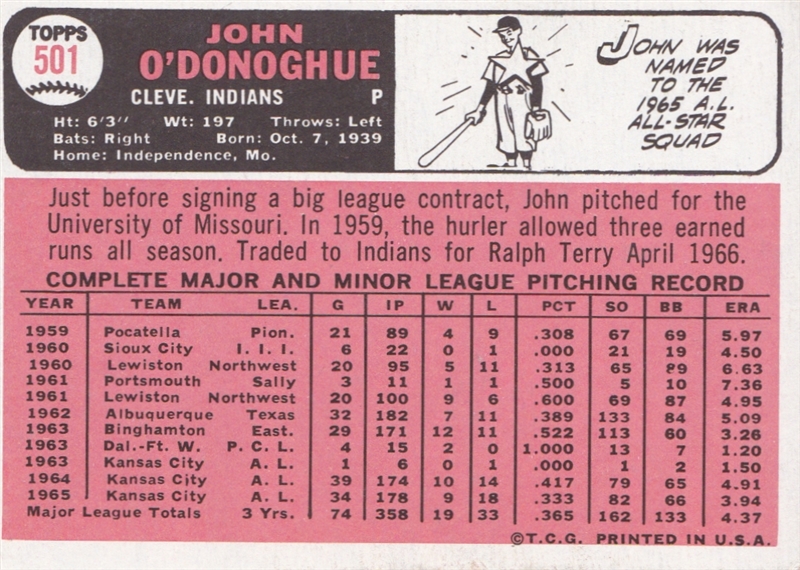 TOPPS
501
JOHN
O'DONOGHUE
CLEVE. INDIANS P
Ht: 6'3" Wt: 197 Throws: Left
Bats: Right Born: Oct. 7, 1939
Home: Independence, Mo.
JOHN WAS
NAMED
TO THE
1965 A.L.
ALL-STAR
SQUAD
Just before signing a big league contract, John pitched for the
University of Missouri. In 1959, the hurler allowed three earned
runs all season. Traded to Indians for Ralph Terry April 1966.
COMPLETE MAJOR AND MINOR LEAGUE PITCHING RECORD
YEAR TEAM LEA. G IP W L PCT SO BB ERA
1959 Pocatella Pion. 21 89 4 9 .308 67 69 5.97
1960 Sioux City I. I. I. 6 22 0 1 .000 21 19 4.50
1960 Lewiston Northwest 20 95 5 11 .313 65 89 6.63
1961 Portsmouth Sally 3 11 1 1 .500 5 10 7.36
1961 Lewiston Northwest 20 100 9 6 .600 69 87 4.95
1962 Albuquerque Texas 32 182 7 11 .389 133 84 5.09
1963 Binghamton East. 29 171 12 11 .522 113 60 3.26
1963 Dal.-Ft. W. P. C. L. 4 15 2 0 1.000 13 7 1.20
1963 Kansas City A. L. 1 6 0 1 .000 1 2 1.50
1964 Kansas City A. L. 39 174 10 14 .417 79 65 4.91
1965 Kansas City A. L. 34 178 9 18 .333 82 66 3.94
Major League Totals 3 Yrs. 74 358 19 33 .365 162 133 4.37
©T.C.G. PRINTED IN U.S.A.